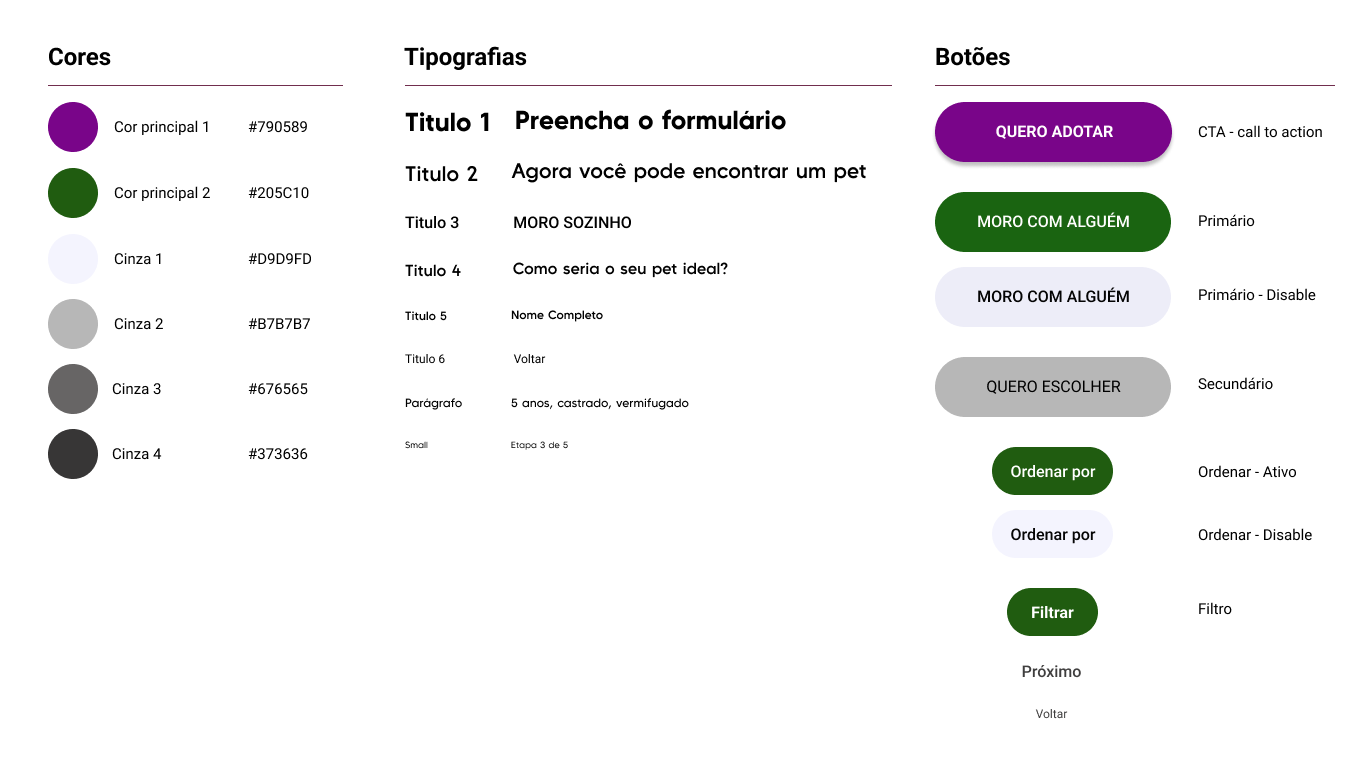 Cores
Cor principal 1 #790589
Cor principal 2 #205C10
Cinza 1 #D9D9FD
Cinza 2 #B7B7B7
Cinza 3 #676565
Cinza 4 #373636
Tipografias
Titulo 1 Preencha o formulário
Titulo 2 Agora você pode encontrar um pet
Titulo 3 MORO SOZINHO
Titulo 4 Como seria o seu pet ideal?
Titulo 5 Nome Completo
Titulo 6 Voltar
Parágrafo 5 anos, castrado, vermifugado
Small Etapa 3 de 5
Botões
QUERO ADOTAR CTA - call to action
MORO COM ALGUÉM Primário
MORO COM ALGUÉM Primário - Disable
QUERO ESCOLHER Secundário
Ordenar por Ordenar - Ativo
Ordenar por Ordenar - Disable
Filtrar Filtro
Próximo
Voltar